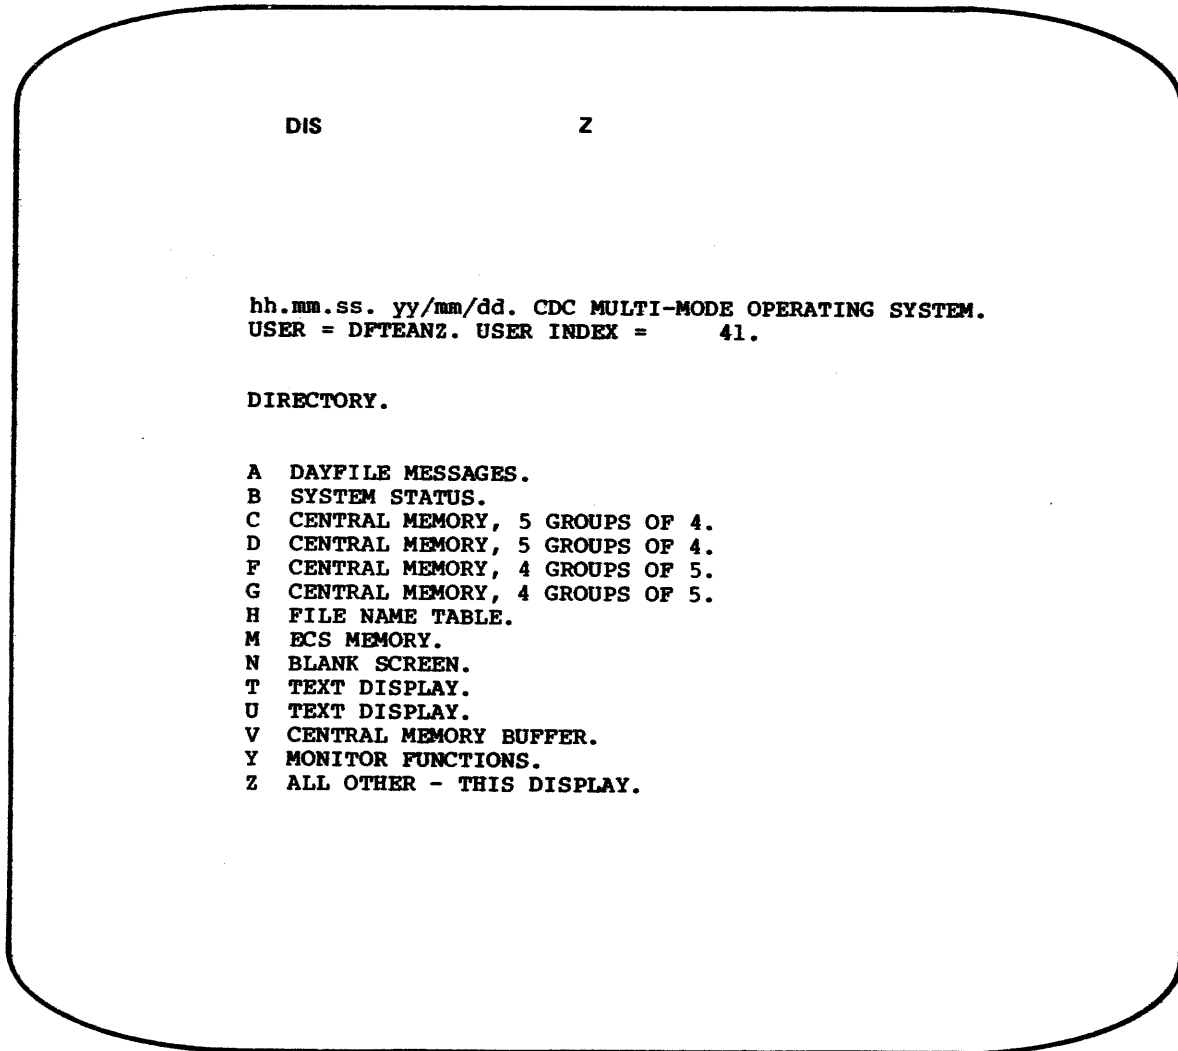 DIS Z
hh.mm.ss. yy/mm/dd. CDC MULTI-MODE OPERATING SYSTEM.
USER = DFTEANZ. USER INDEX = 41.
DIRECTORY.
A DAYFILE MESSAGES.
B SYSTEM STATUS.
C CENTRAL MEMORY, 5 GROUPS OF 4.
D CENTRAL MEMORY, 5 GROUPS OF 4.
F CENTRAL MEMORY, 4 GROUPS OF 5.
G CENTRAL MEMORY, 4 GROUPS OF 5.
H FILE NAME TABLE.
M ECS MEMORY.
N BLANK SCREEN.
T TEXT DISPLAY.
U TEXT DISPLAY.
V CENTRAL MEMORY BUFFER.
Y MONITOR FUNCTIONS.
Z ALL OTHER - THIS DISPLAY.